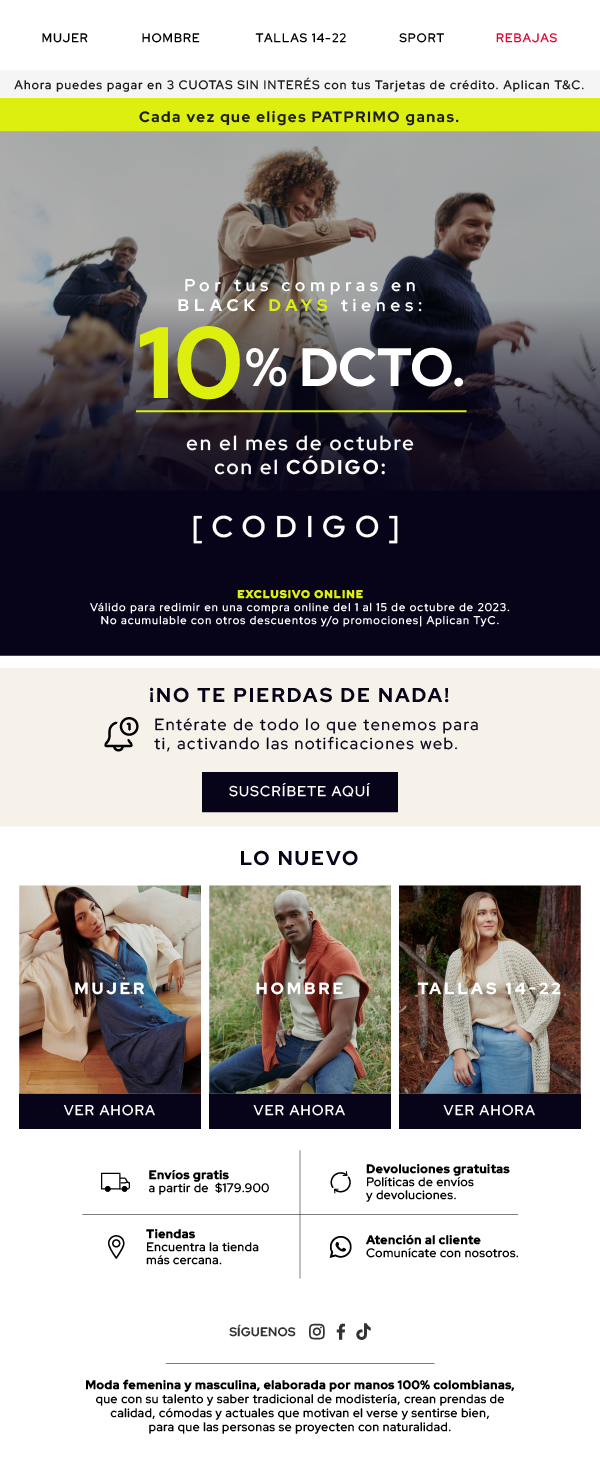 MUJER HOMBRE TALLAS 14-22 SPORT REBAJAS
Ahora puedes pagar en 3 CUOTAS SIN INTERÉS con tus Tarjetas de crédito. Aplican T&C.
Cada vez que eliges PATPRIMO ganas.
Por tus compras en
BLACK DAYS tienes:
10% DCTO.
en el mes de octubre
con el CÓDIGO:
[CODIGO]
EXCLUSIVO ONLINE
Válido para redimir en una compra online del 1 al 15 de octubre de 2023.
No acumulable con otros descuentos y/o promociones| Aplican TyC.
¡NO TE PIERDAS DE NADA!
1
Entérate de todo lo que tenemos para
ti, activando las notificaciones web.
SUSCRÍBETE AQUÍ
LO NUEVO
MUJER HOMBRE TALLAS 14-22
VER AHORA VER AHORA VER AHORA
Envíos gratis
a partir de $179.900
Devoluciones gratuitas
Políticas de envíos
y devoluciones.
Tiendas
Encuentra la tienda
más cercana.
Atención al cliente
Comunícate con nosotros.
SÍGUENOS
Moda femenina y masculina, elaborada por manos 100% colombianas,
que con su talento y saber tradicional de modistería, crean prendas de
calidad, cómodas y actuales que motivan el verse y sentirse bien,
para que las personas se proyecten con naturalidad.